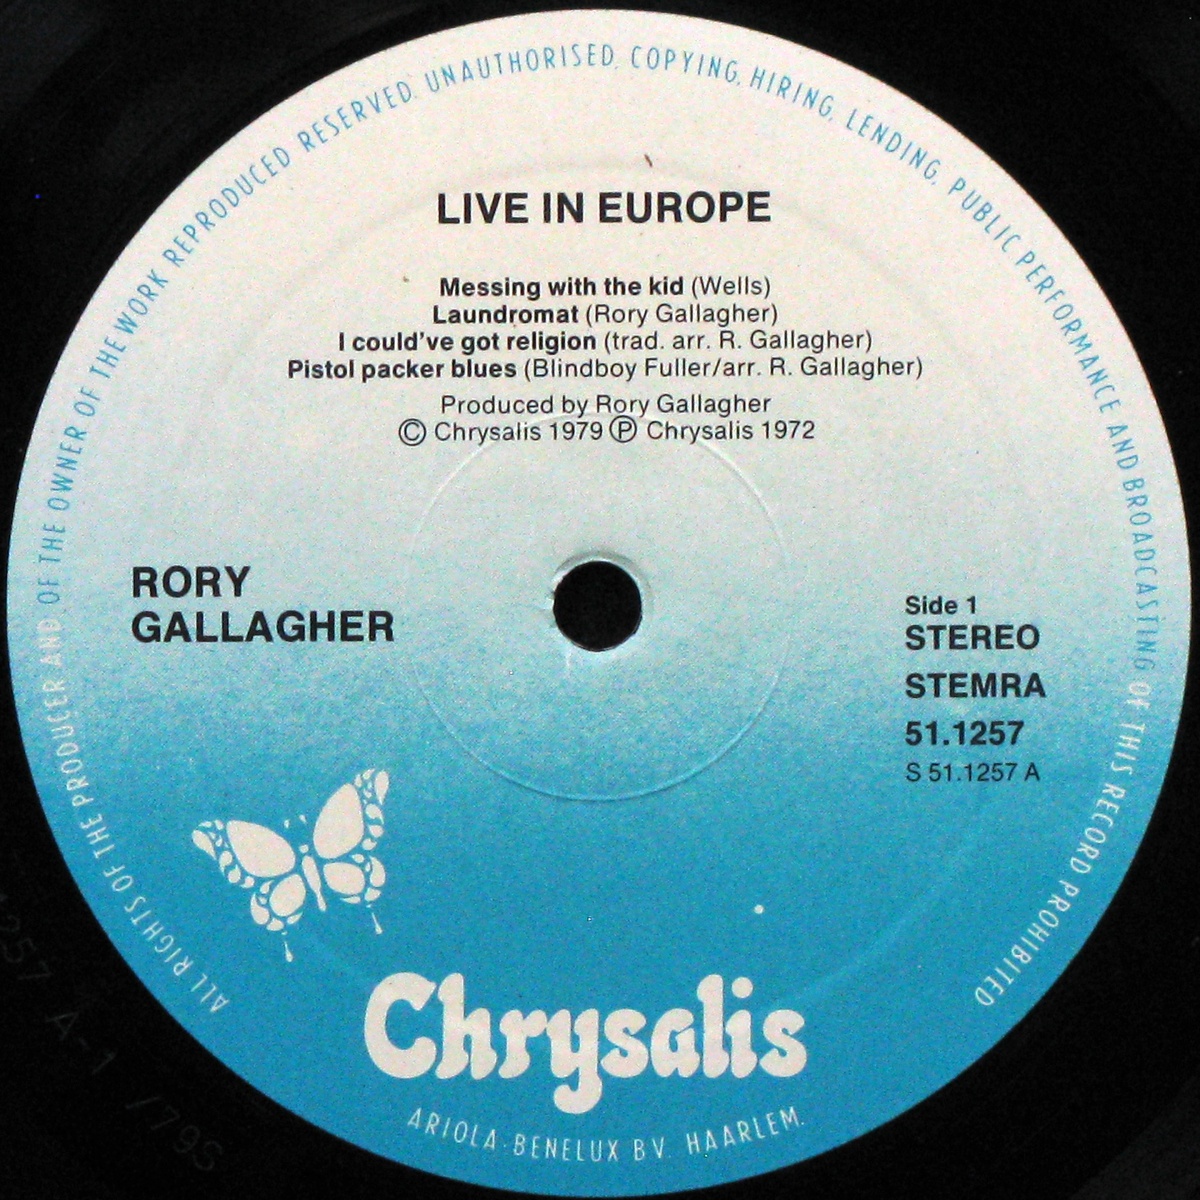 ALL RIGHTS OF THE PRODUCER AND OF THE OWNER OF THE WORK REPRODUCED RESERVED. UNAUTHORISED, COPYING, HIRING, LENDING, PUBLIC PERFORMANCE AND BROADCASTING OF THIS RECORD PROHIBITED
LIVE IN EUROPE
Messing with the kid (Wells)
Laundromat (Rory Gallagher)
I could've got religion (trad. arr. R. Gallagher)
Pistol packer blues (Blindboy Fuller/arr. R. Gallagher)
Produced by Rory Gallagher
© Chrysalis 1979 ℗ Chrysalis 1972
RORY
GALLAGHER
Side 1
STEREO
STEMRA
51.1257
S 51.1257 A
Chrysalis
ARIOLA-BENELUX BV. HAARLEM.